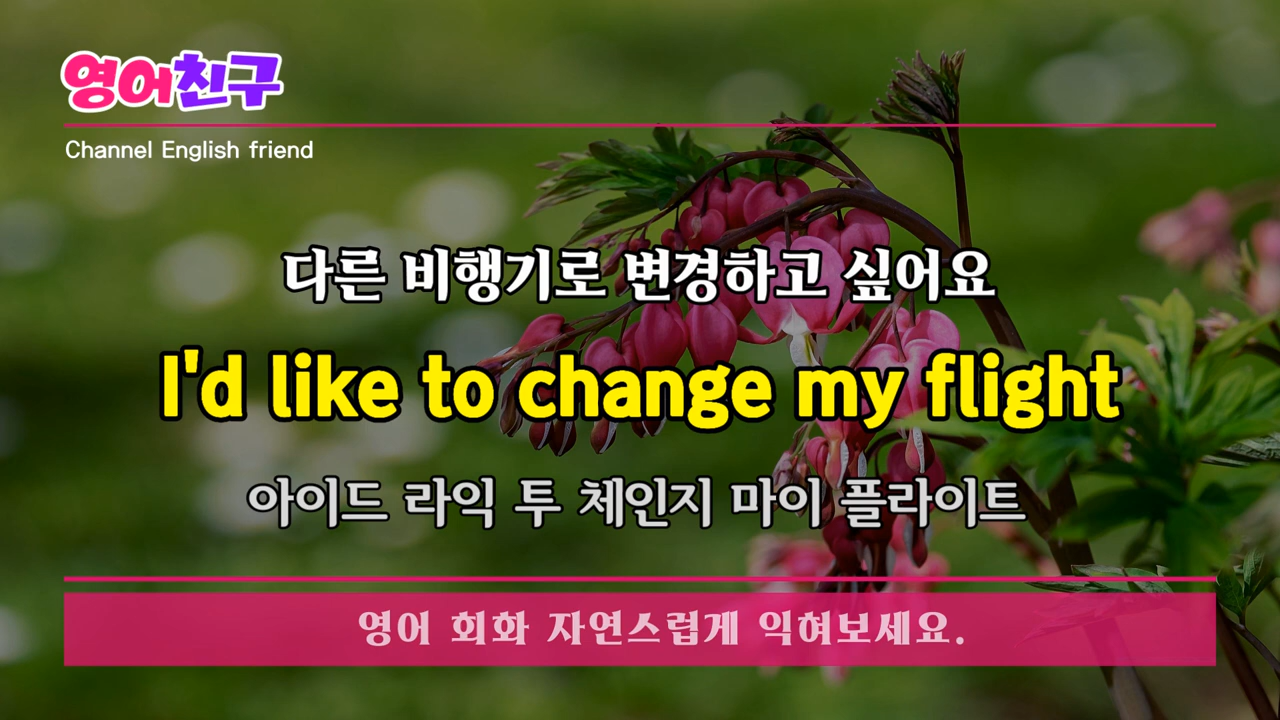 영어친구
Channel English friend
다른 비행기로 변경하고 싶어요
I'd like to change my flight
아이드 라익 투 체인지 마이 플라이트
영어 회화 자연스럽게 익혀보세요.